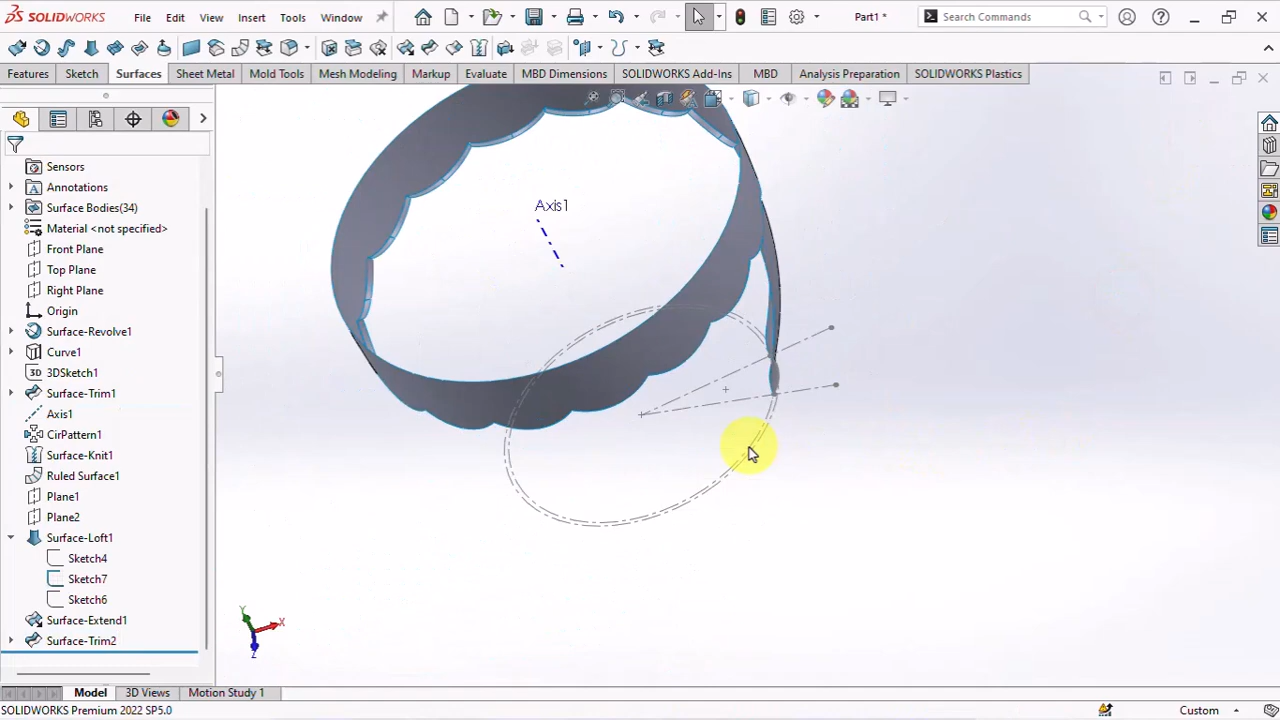 SOLIDWORKS File Edit View Insert Tools Window Part1 * Search Commands
Features Sketch Surfaces Sheet Metal Mold Tools Mesh Modeling Markup Evaluate MBD Dimensions SOLIDWORKS Add-Ins MBD Analysis Preparation SOLIDWORKS Plastics
Sensors
Annotations
Surface Bodies(34)
Material <not specified>
Front Plane
Top Plane
Right Plane
Origin
Surface-Revolve1
Curve1
3D 3DSketch1
Surface-Trim1
Axis1
CirPattern1
Surface-Knit1
Ruled Surface1
Plane1
Plane2
Surface-Loft1
Sketch4
Sketch7
Sketch6
Surface-Extend1
Surface-Trim2
Axis1
Y
X
Z
Model 3D Views Motion Study 1
SOLIDWORKS Premium 2022 SP5.0 Custom